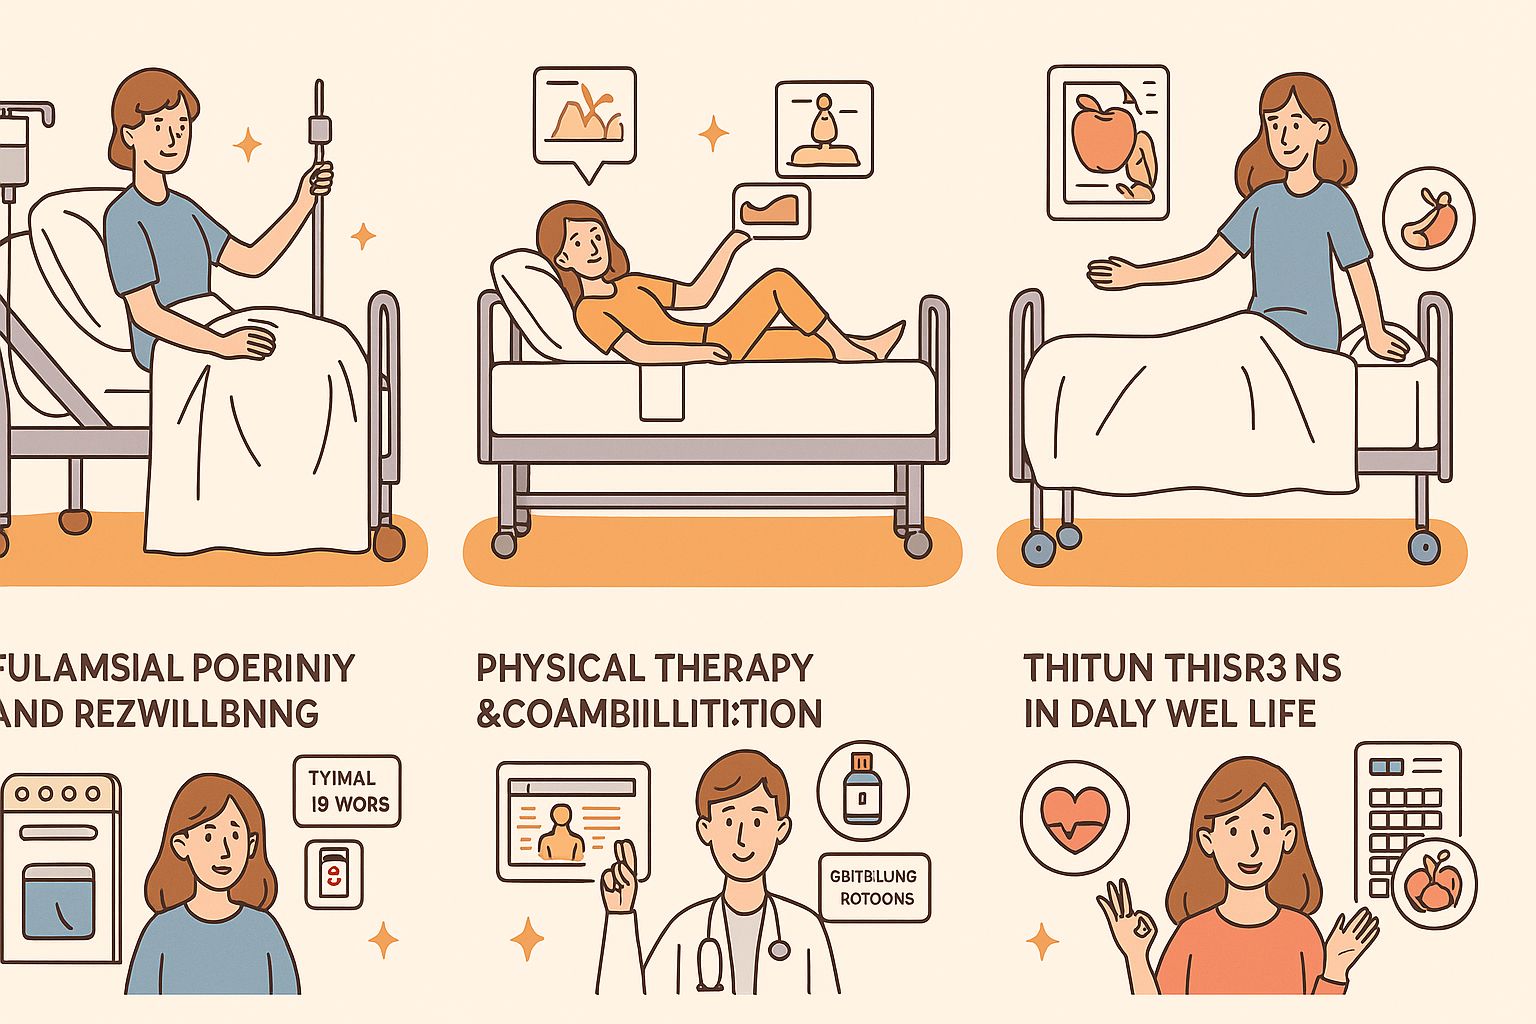 FULAMSIAL POERINIY
AND REZWILLBNNG
PHYSICAL THERAPY
&COAMBIILLITI:TION
THITUN THISR3 NS
IN DALY WEL LIFE
TYIMAL
I9 WORS
GBITBILUNG
ROTOONS